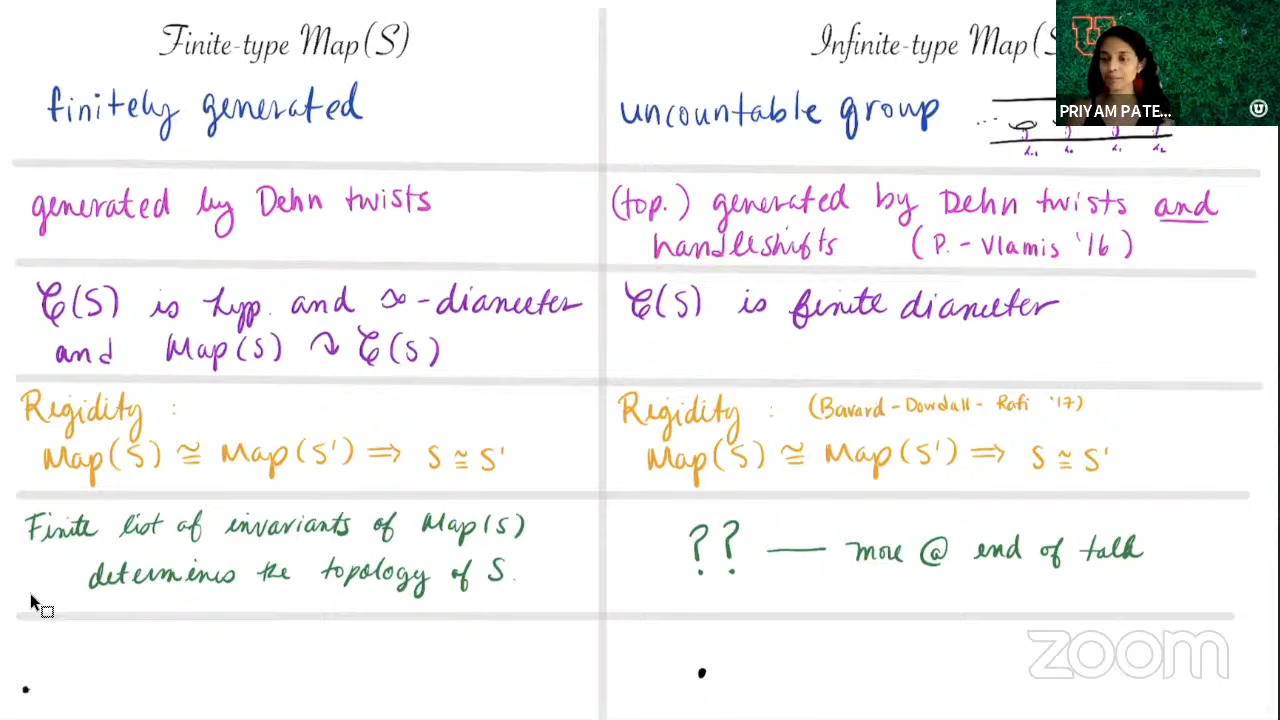 Finite-type Map(S)
Infinite-type Map(S
PRIYAM PATE...
finitely generated
uncountable group
generated by Dehn twists
(top.) generated by Dehn twists and
handleshifts (P. - Vlamis '16)
𝒞(S) is hyp. and ∞-diameter
and Map(S) ↷ 𝒞(S)
𝒞(S) is finite diameter
Rigidity :
Map(S) ≅ Map(S') ⟹ S ≅ S'
Rigidity : (Bavard - Dowdall - Rafi '17)
Map(S) ≅ Map(S') ⟹ S ≅ S'
Finite list of invariants of Map(S)
determines the topology of S.
?? — more @ end of talk
zoom